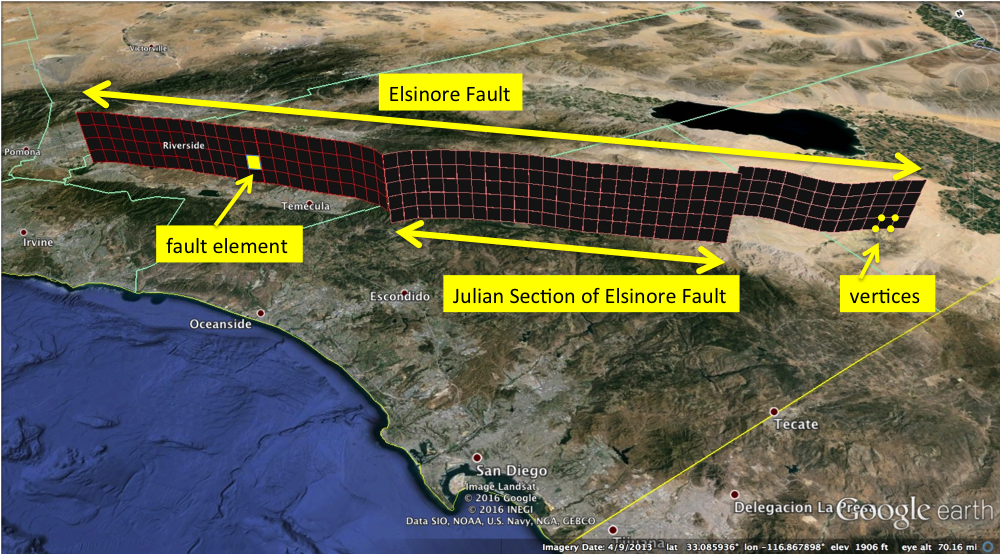 Victorville
Elsinore Fault
Pomona
Riverside
Temecula
Irvine
fault element
Julian Section of Elsinore Fault
vertices
Escondido
Oceanside
Tecate
San Diego
Image Landsat
© 2016 Google
© 2016 INEGI
Data SIO, NOAA, U.S. Navy, NGA, GEBCO
Delegacion La
Google earth
Tijuana
Imagery Date: 4/9/2013 lat 33.085936° lon -116.867898° elev 1906 ft eye alt 70.16 mi
N